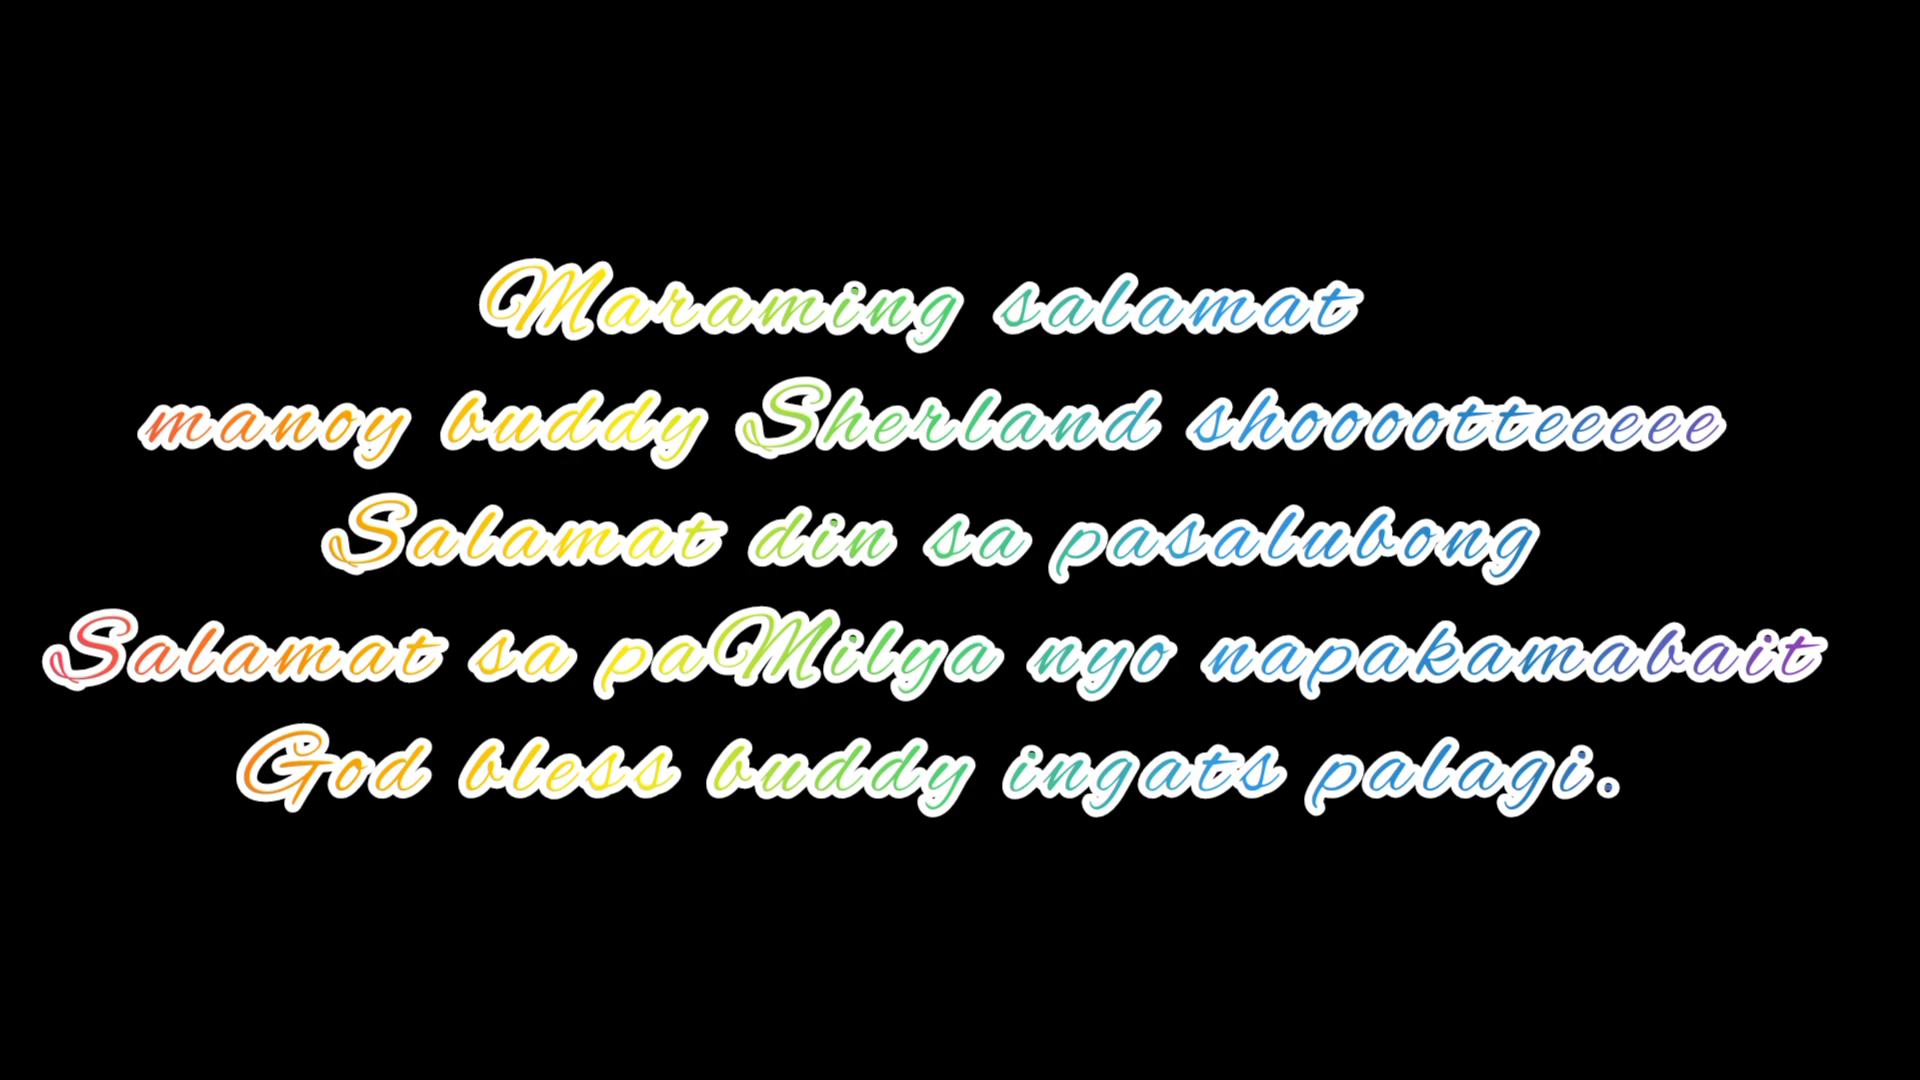 Maraming salamat
manoy buddy Sherland shooootteeeee
Salamat din sa pasalubong
Salamat sa paMilya nyo napakamabait
God bless buddy ingats palagi.